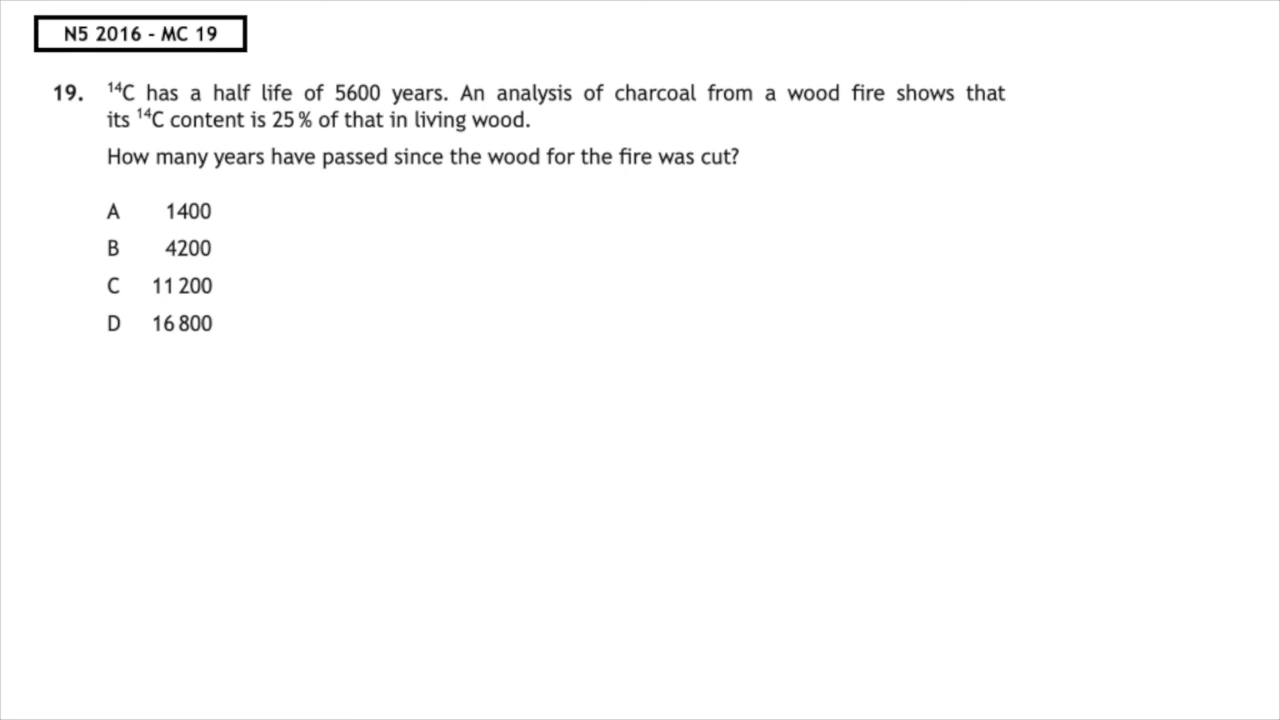 N5 2016 - MC 19
19. ¹⁴C has a half life of 5600 years. An analysis of charcoal from a wood fire shows that
its ¹⁴C content is 25% of that in living wood.
How many years have passed since the wood for the fire was cut?
A 1400
B 4200
C 11 200
D 16 800